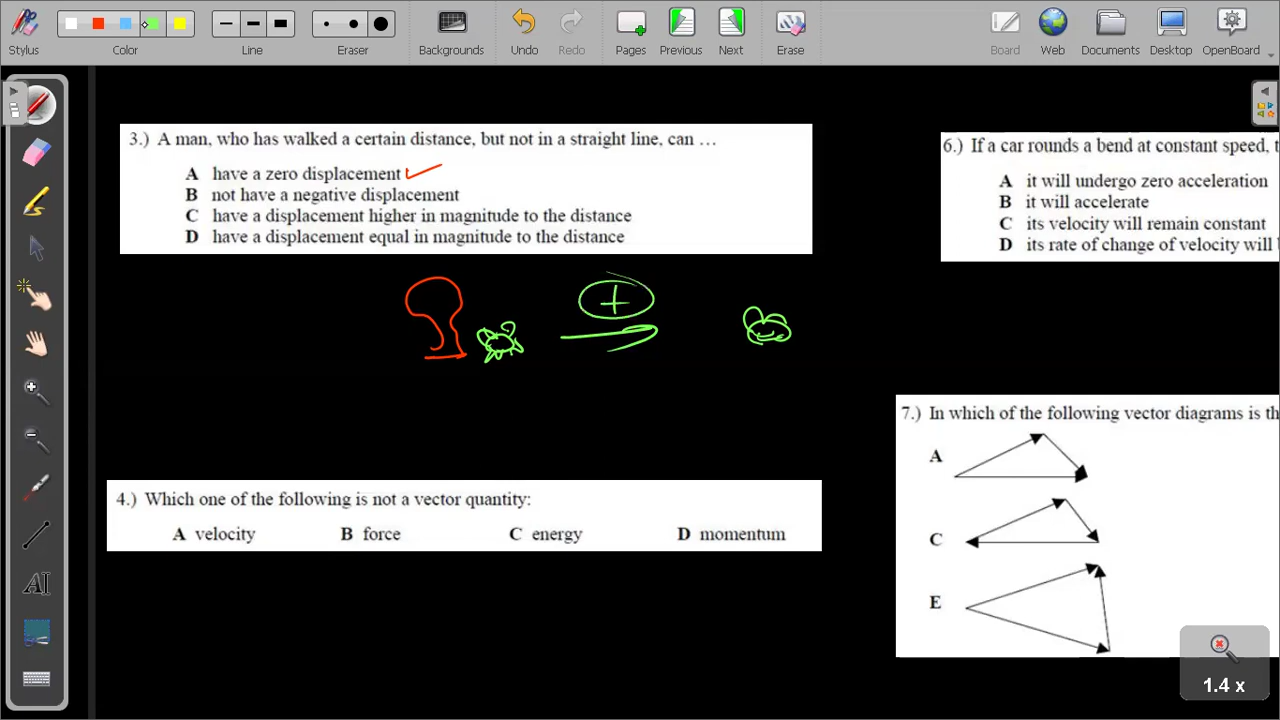 Stylus
Color
Line
Eraser
Backgrounds
Undo
Redo
Pages
Previous
Next
Erase
Board
Web
Documents
Desktop
OpenBoard
3.) A man, who has walked a certain distance, but not in a straight line, can …
A have a zero displacement
B not have a negative displacement
C have a displacement higher in magnitude to the distance
D have a displacement equal in magnitude to the distance
+
4.) Which one of the following is not a vector quantity:
A velocity B force C energy D momentum
6.) If a car rounds a bend at constant speed,
A it will undergo zero acceleration
B it will accelerate
C its velocity will remain constant
D its rate of change of velocity will
7.) In which of the following vector diagrams is
A
C
E
AI
1.4 x